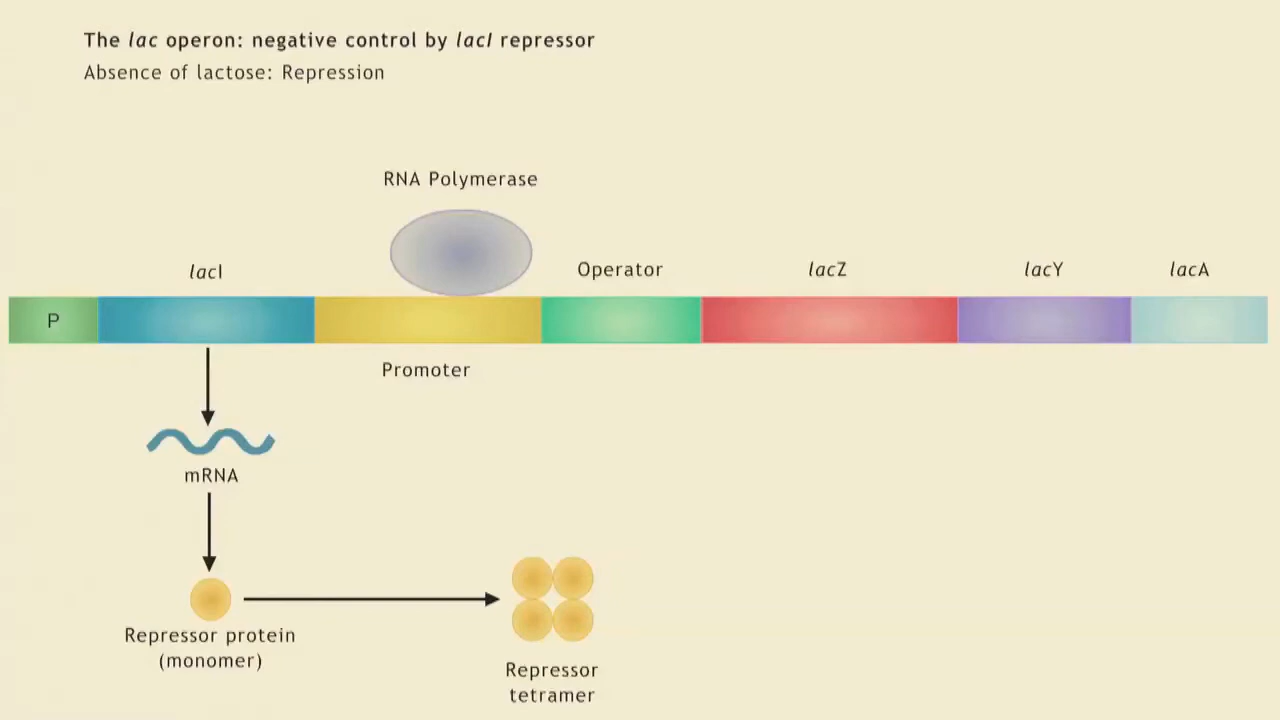 The lac operon: negative control by lacI repressor
Absence of lactose: Repression
RNA Polymerase
lacI
Operator
lacZ
lacY
lacA
P
Promoter
mRNA
Repressor protein
(monomer)
Repressor
tetramer